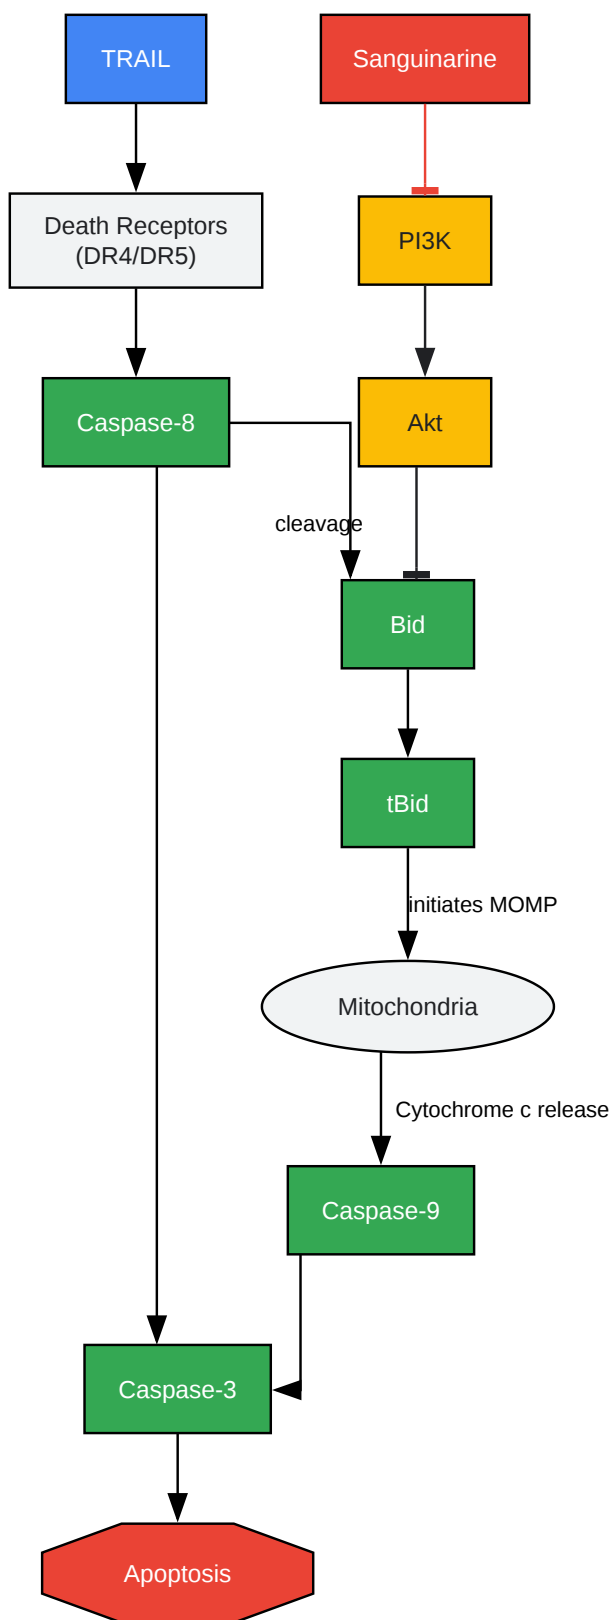 TRAIL
Sanguinarine
Death Receptors
(DR4/DR5)
PI3K
Caspase-8
Akt
cleavage
Bid
tBid
initiates MOMP
Mitochondria
Cytochrome c release
Caspase-9
Caspase-3
Apoptosis